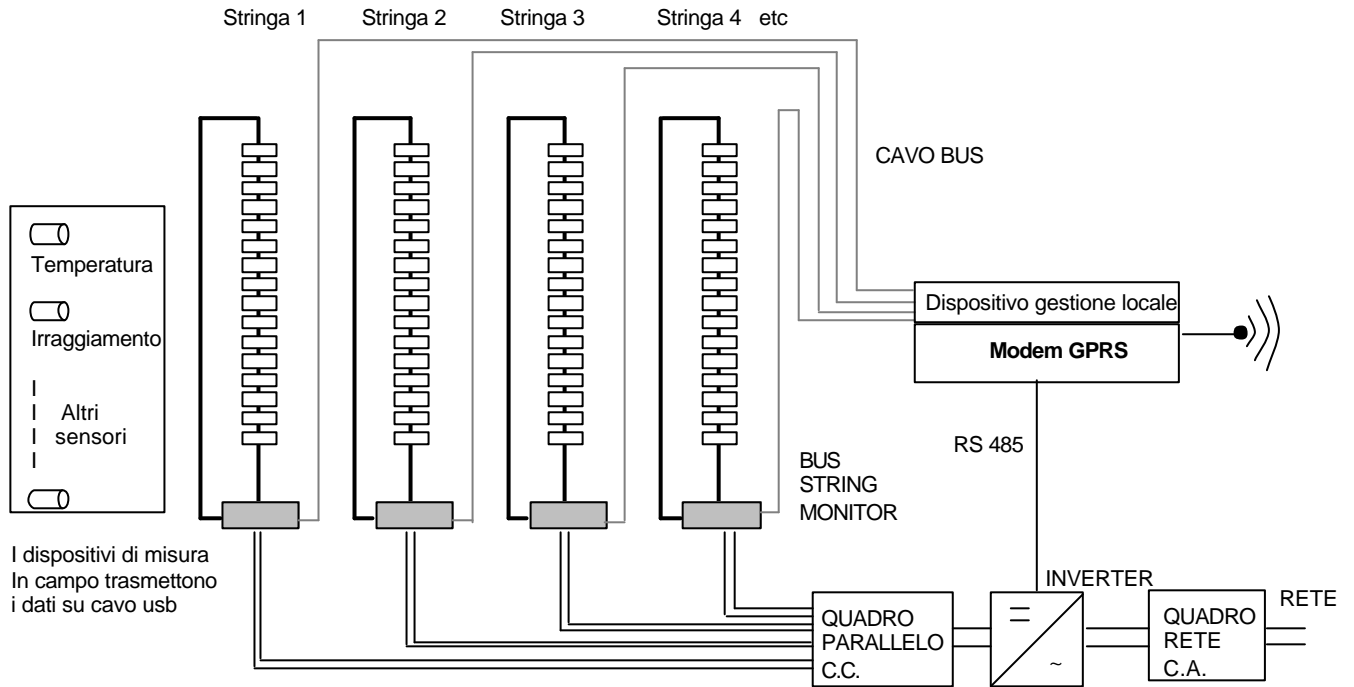 Stringa 1
Stringa 2
Stringa 3
Stringa 4 etc
CAVO BUS
Temperatura
Irraggiamento
Altri
sensori
Dispositivo gestione locale
Modem GPRS
RS 485
BUS
STRING
MONITOR
I dispositivi di misura
In campo trasmettono
i dati su cavo usb
INVERTER
QUADRO
PARALLELO
C.C.
~
QUADRO
RETE
C.A.
RETE